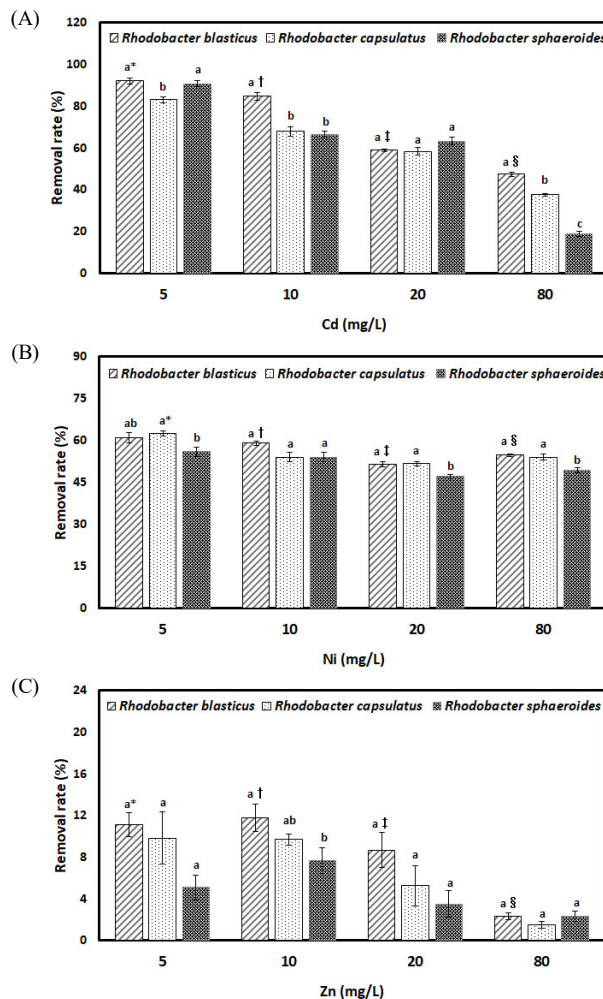 (A)
120
100
80
60
40
20
0
Removal rate (%)
Rhodobacter blasticus Rhodobacter capsulatus Rhodobacter sphaeroides
a* b a
a † b b
a ‡ a a
a § b c
5 10 20 80
Cd (mg/L)
(B)
90
75
60
45
30
15
0
Removal rate (%)
Rhodobacter blasticus Rhodobacter capsulatus Rhodobacter sphaeroides
ab a* b
a † a a
a ‡ a b
a § a b
5 10 20 80
Ni (mg/L)
(C)
24
20
16
12
8
4
0
Removal rate (%)
Rhodobacter blasticus Rhodobacter capsulatus Rhodobacter sphaeroides
a* a a
a † ab b
a ‡ a a
a § a a
5 10 20 80
Zn (mg/L)